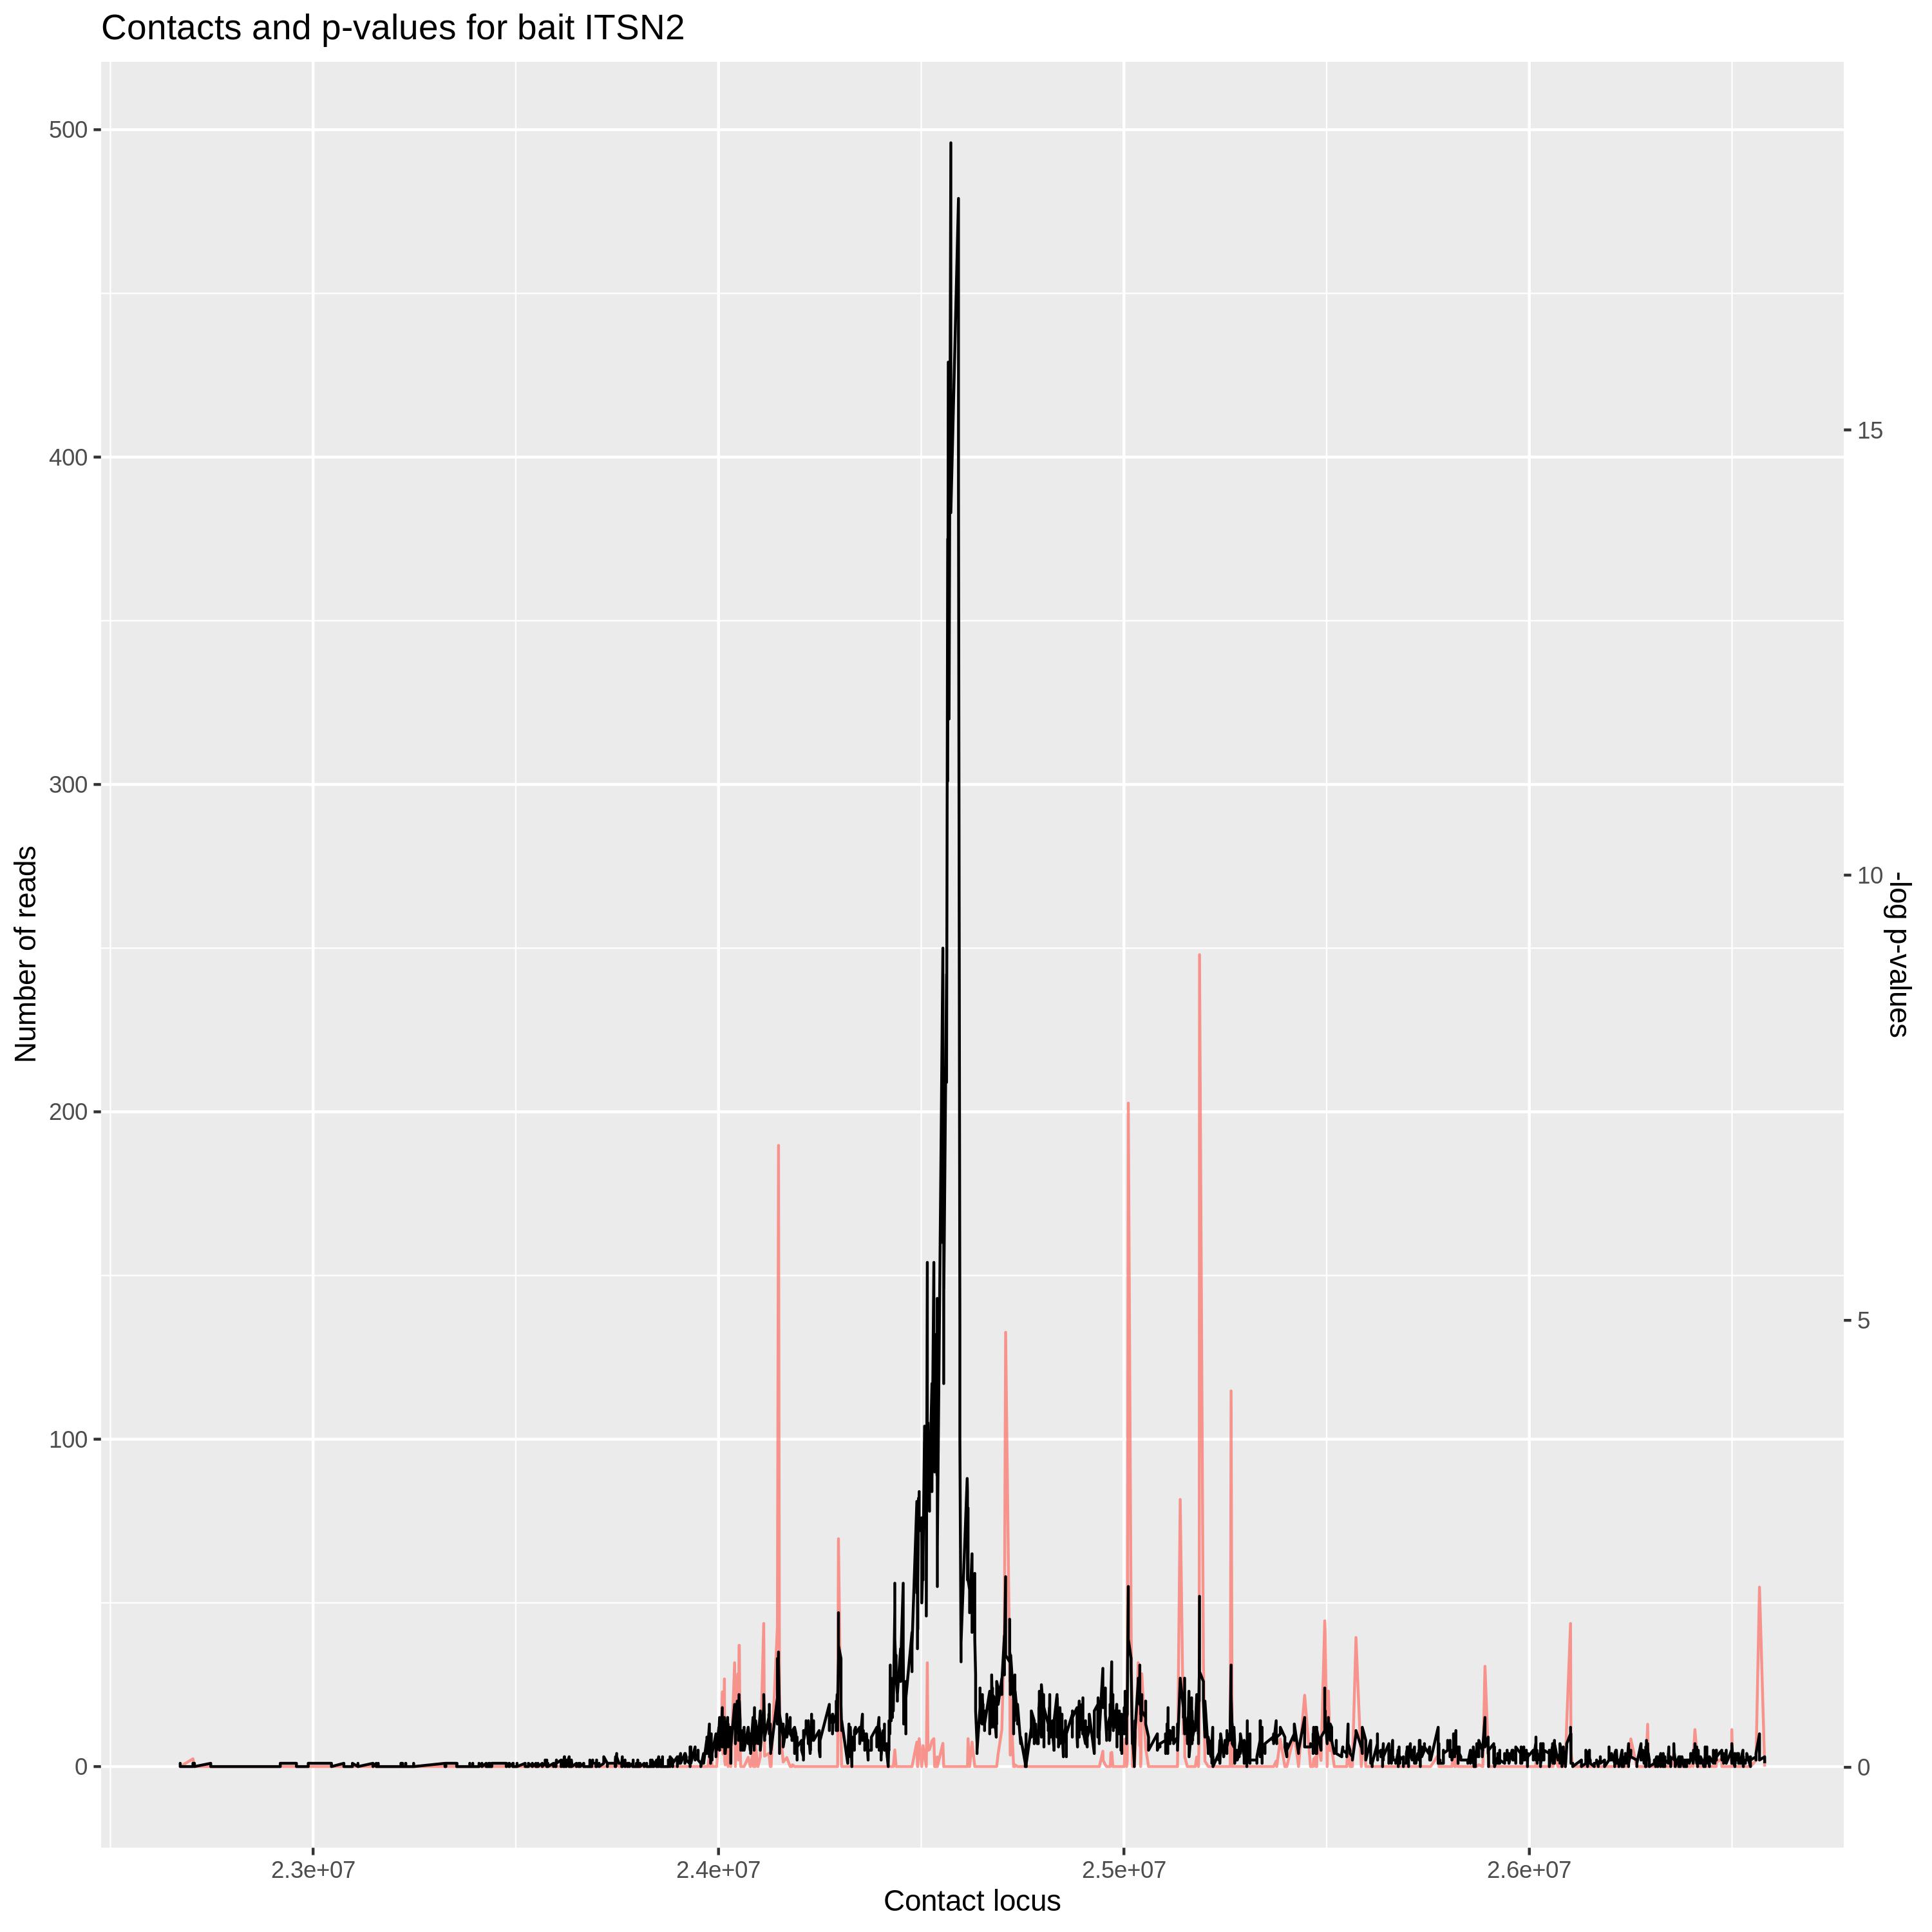 Contacts and p-values for bait ITSN2
500
400
300
200
100
0
Number of reads
15
10
5
0
-log p-values
2.3e+07 2.4e+07 2.5e+07 2.6e+07
Contact locus